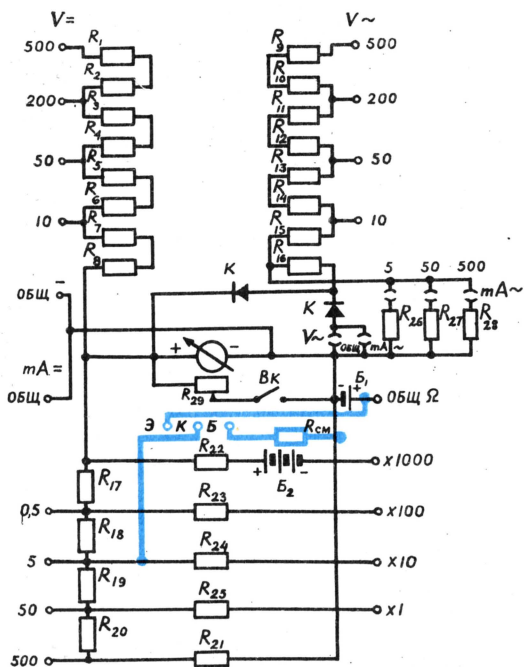 V= V~
500 R1 R9 500
R2 R10
200 R3 R11 200
R4 R12
50 R5 R13 50
R6 R14
10 R7 R15 10
R8 R16
5 50 500
K mA~
ОБЩ − K R26 R27 R28
V~ ОБЩ mA~
+ −
mA=
ОБЩ R29 Вк − + Б1 ОБЩ Ω
Э К Б Rсм
R22 + Б2 − x1000
R17
0,5 R23 x100
R18
5 R24 x10
R19
50 R25 x1
R20
500 R21